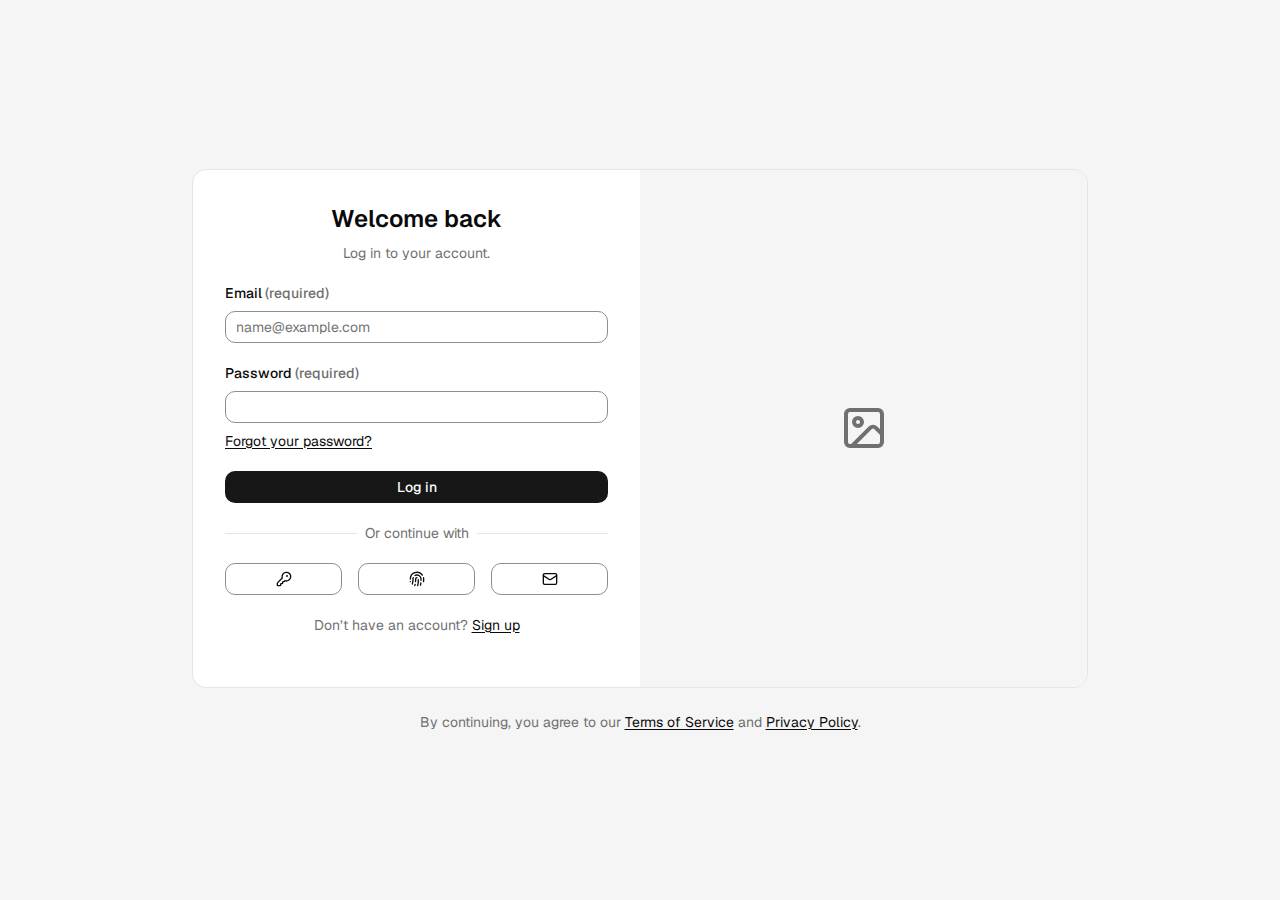 Welcome back
Log in to your account.
Email (required)
name@example.com
Password (required)
Forgot your password?
Log in
Or continue with
Don't have an account? Sign up
By continuing, you agree to our Terms of Service and Privacy Policy.